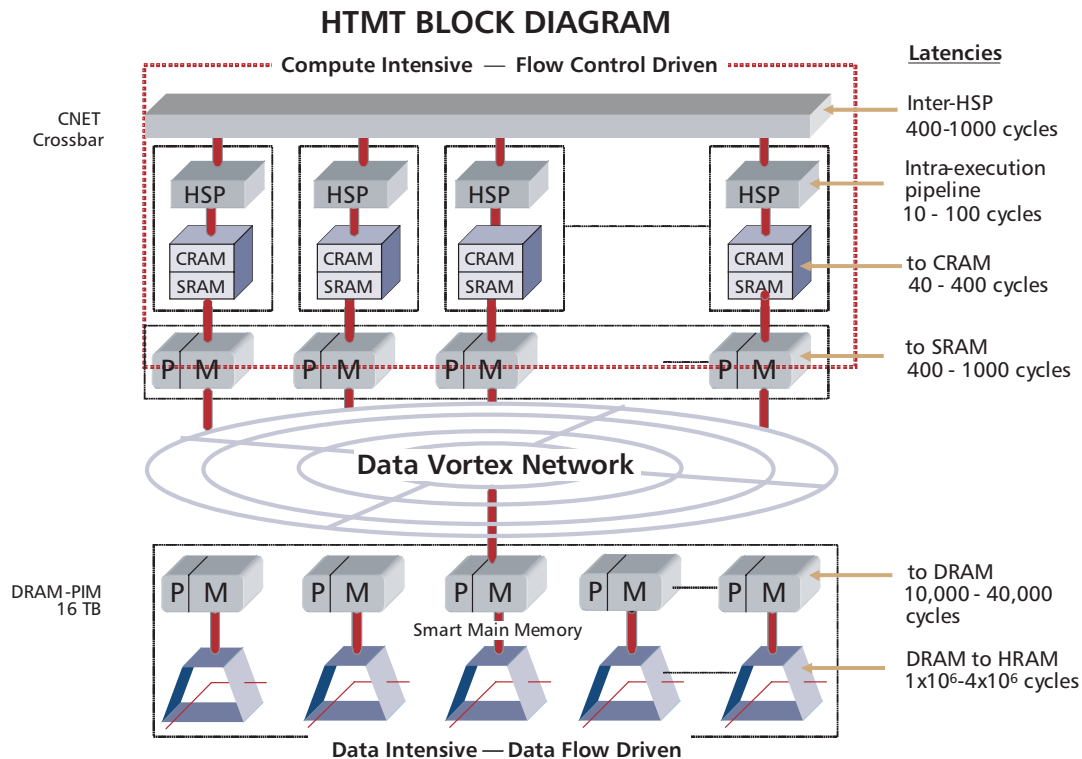 HTMT BLOCK DIAGRAM
Latencies
Compute Intensive — Flow Control Driven
CNET
Crossbar
Inter-HSP
400-1000 cycles
HSP
HSP
HSP
HSP
Intra-execution
pipeline
10 - 100 cycles
CRAM
SRAM
CRAM
SRAM
CRAM
SRAM
CRAM
SRAM
to CRAM
40 - 400 cycles
P M
P M
P M
P M
to SRAM
400 - 1000 cycles
Data Vortex Network
DRAM-PIM
16 TB
P M
P M
P M
P M
P M
to DRAM
10,000 - 40,000
cycles
Smart Main Memory
DRAM to HRAM
1x10⁶-4x10⁶ cycles
Data Intensive — Data Flow Driven